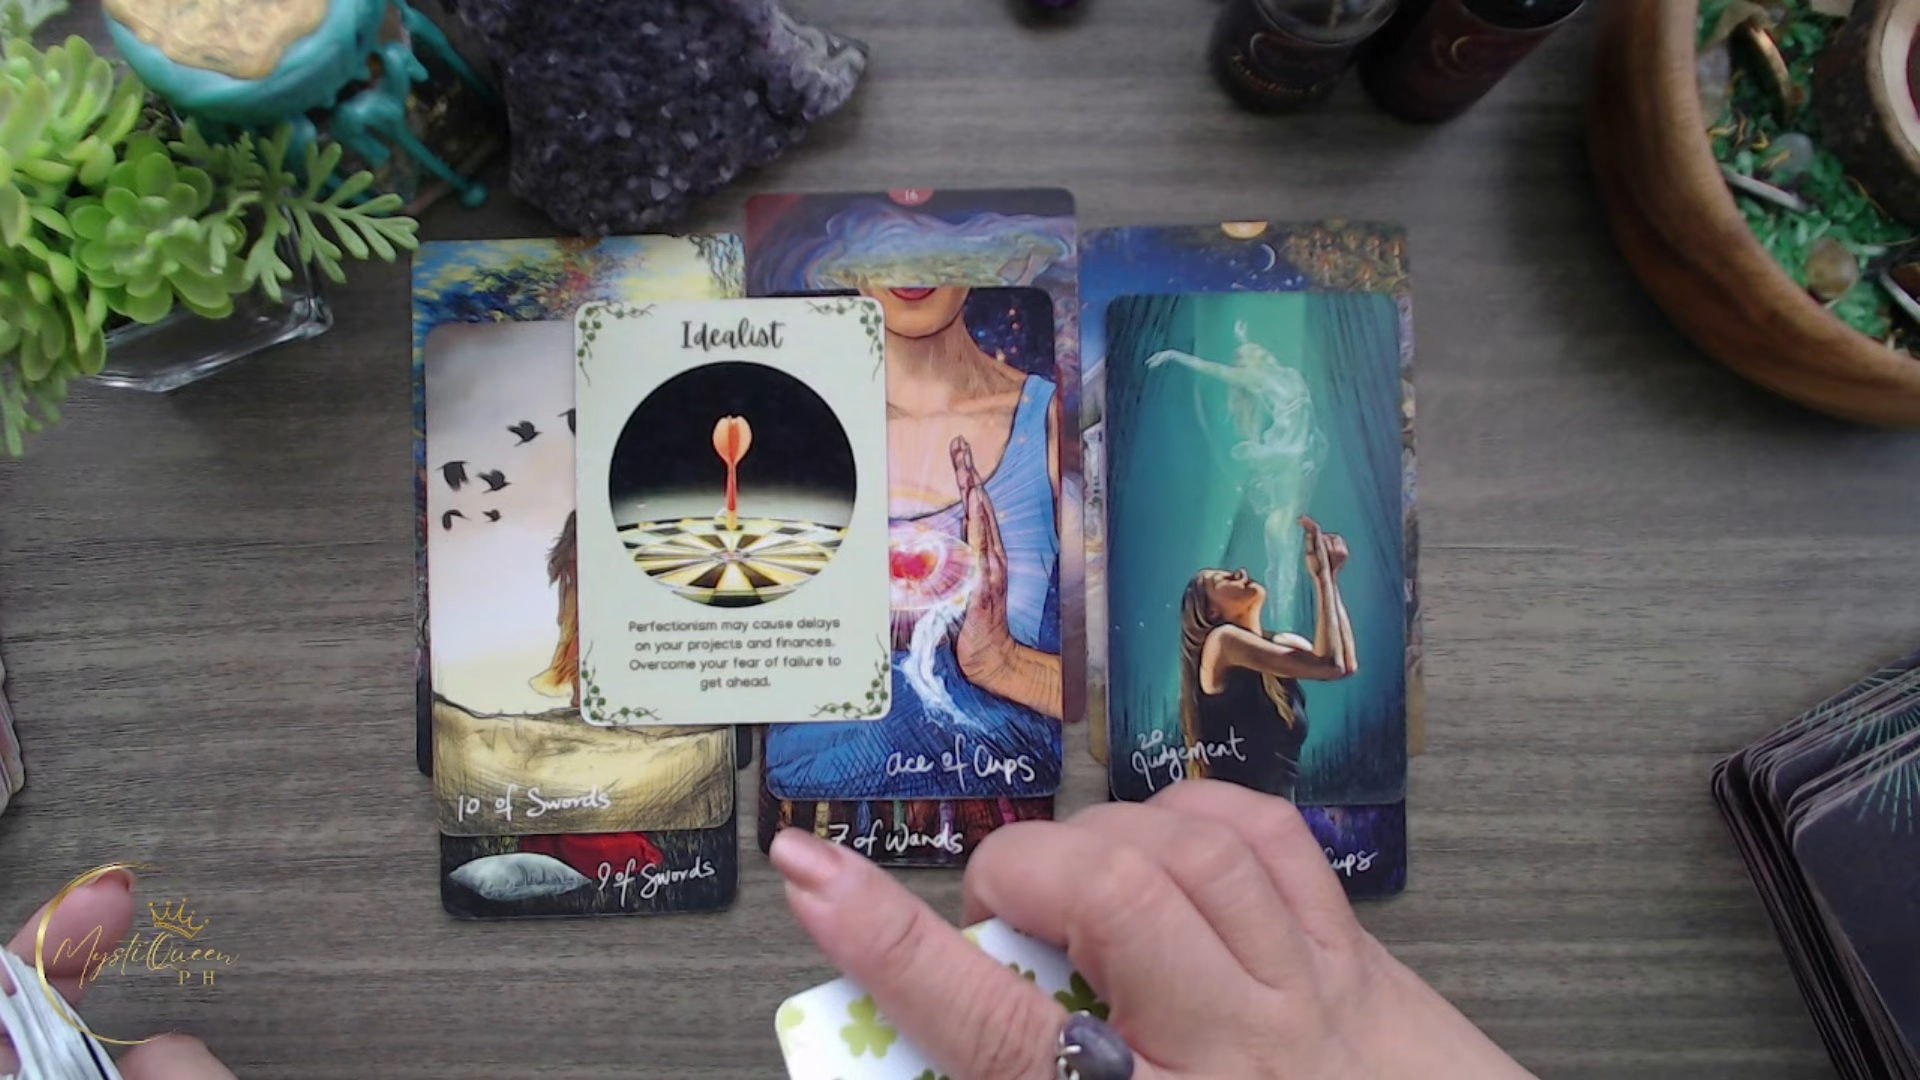 16
Idealist
Perfectionism may cause delays
on your projects and finances.
Overcome your fear of failure to
get ahead.
10 of Swords
9 of Swords
ace of Cups
7 of Wands
20
Judgement
Cups
MystiQueen
PH